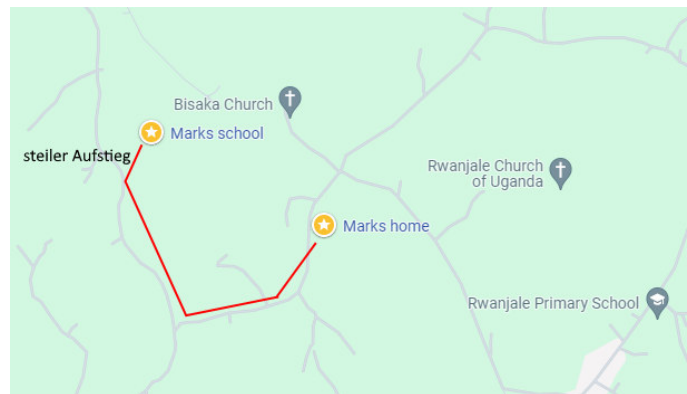 Bisaka Church
Marks school
steiler Aufstieg
Rwanjale Church
of Uganda
Marks home
Rwanjale Primary School